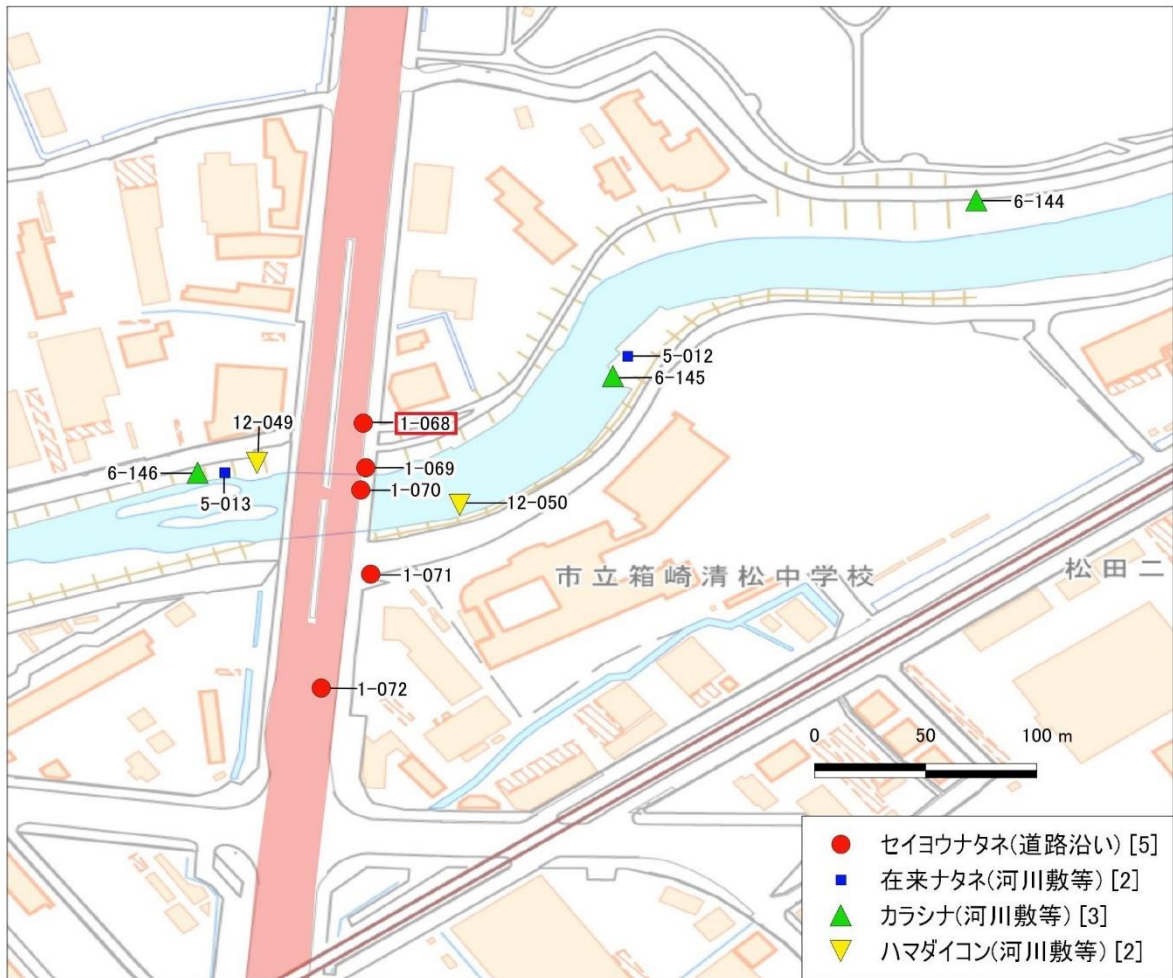 6-144
5-012
6-145
1-068
12-049
1-069
6-146
5-013
1-070
12-050
1-071
市立箱崎清松中学校
松田二
1-072
0 50 100 m
セイヨウナタネ(道路沿い) [5]
在来ナタネ(河川敷等) [2]
カラシナ(河川敷等) [3]
ハマダイコン(河川敷等) [2]